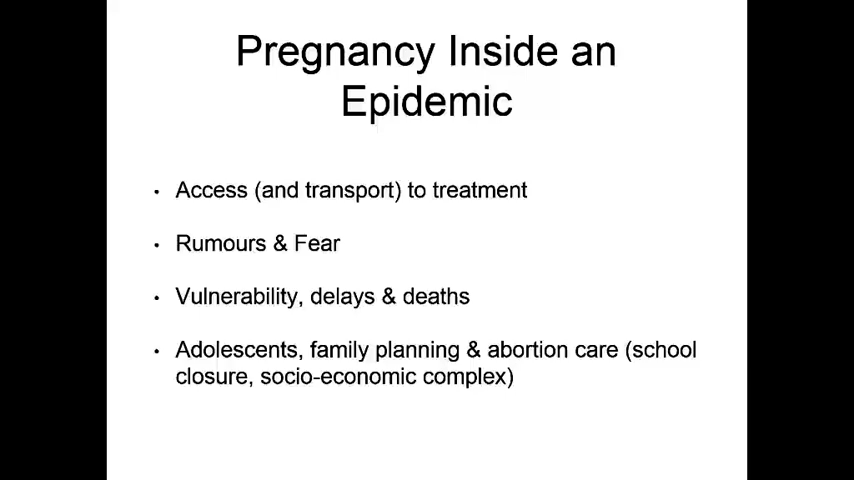 Pregnancy Inside an
Epidemic
• Access (and transport) to treatment
• Rumours & Fear
• Vulnerability, delays & deaths
• Adolescents, family planning & abortion care (school
closure, socio-economic complex)